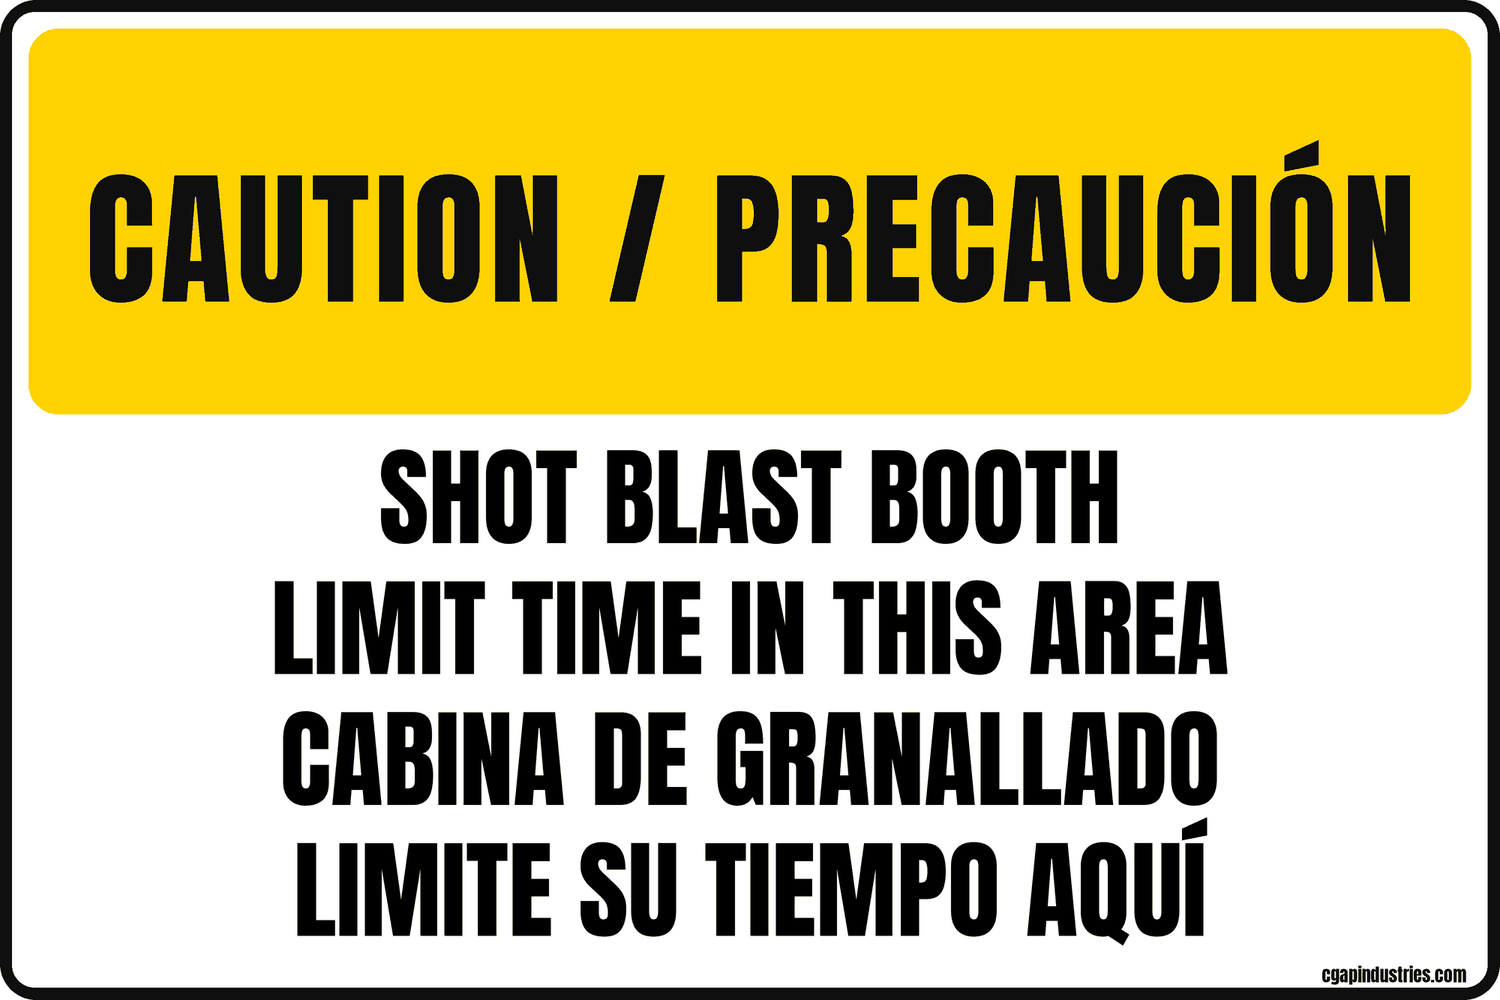 CAUTION / PRECAUCIÓN
SHOT BLAST BOOTH
LIMIT TIME IN THIS AREA
CABINA DE GRANALLADO
LIMITE SU TIEMPO AQUÍ
cgapindustries.com